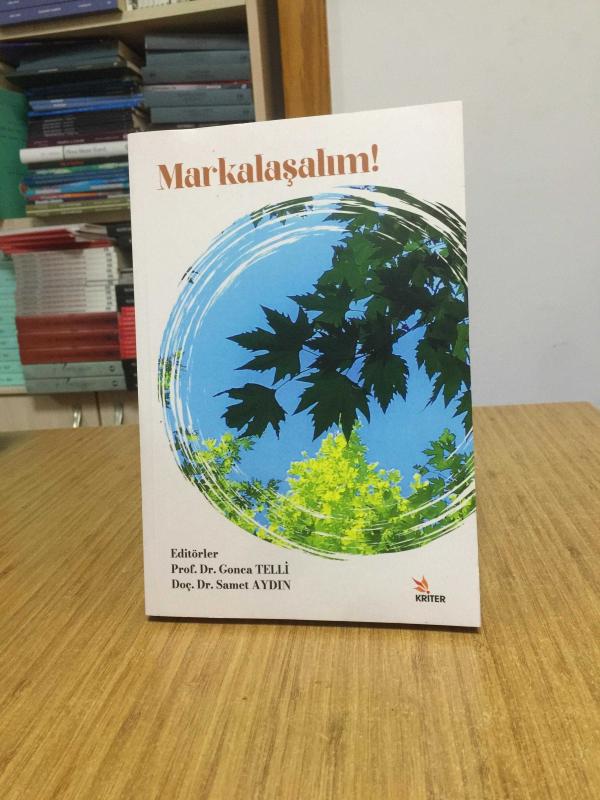 Markalaşalım!
Editörler
Prof. Dr. Gonca TELLİ
Doç. Dr. Samet AYDIN
KRİTER